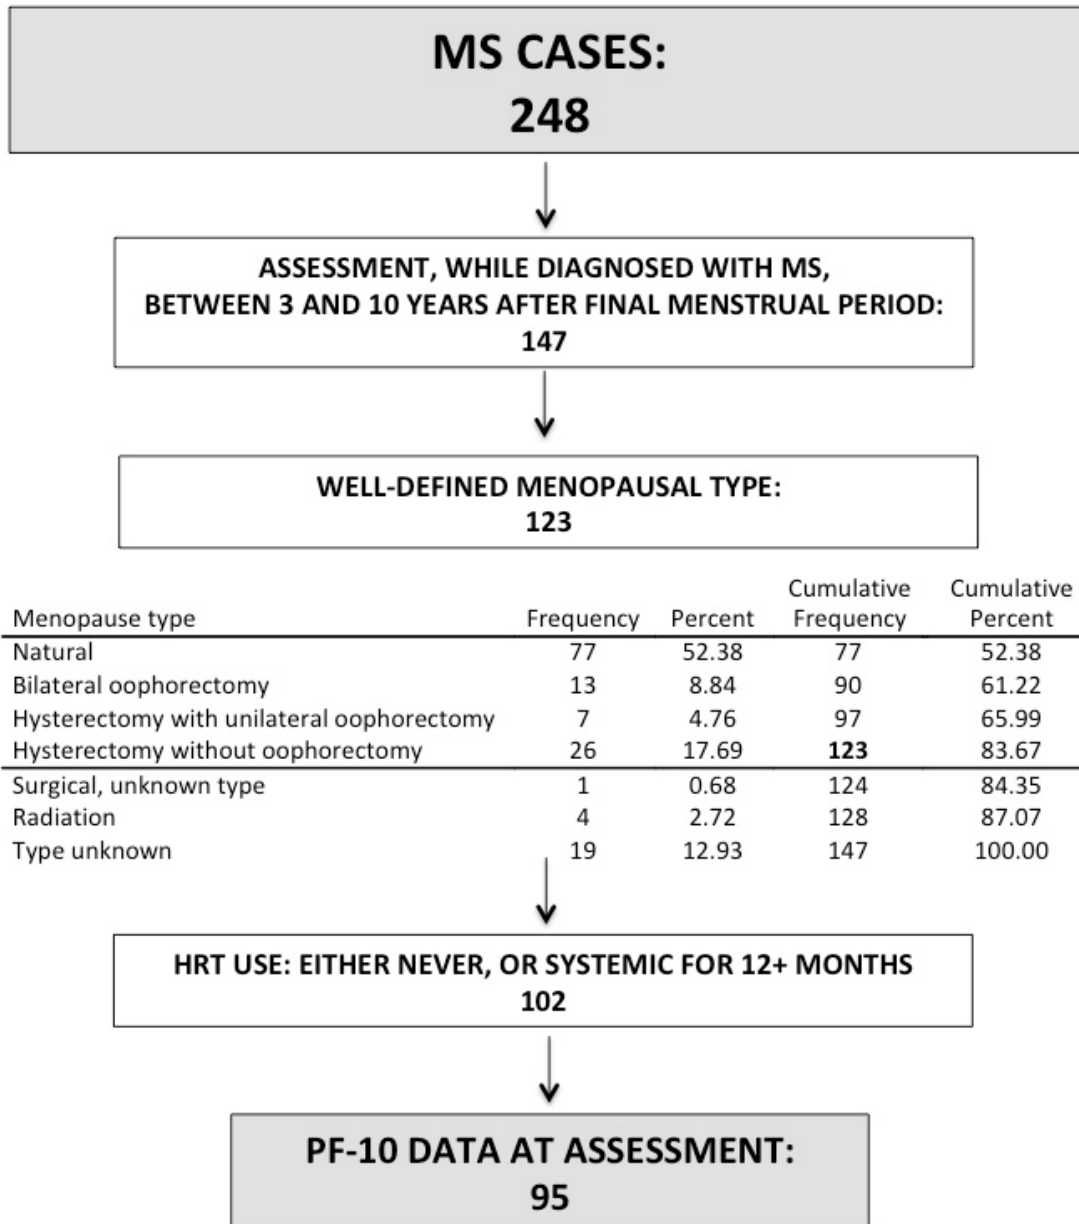 MS CASES:
248
ASSESSMENT, WHILE DIAGNOSED WITH MS,
BETWEEN 3 AND 10 YEARS AFTER FINAL MENSTRUAL PERIOD:
147
WELL-DEFINED MENOPAUSAL TYPE:
123
Cumulative Cumulative
Menopause type Frequency Percent Frequency Percent
Natural 77 52.38 77 52.38
Bilateral oophorectomy 13 8.84 90 61.22
Hysterectomy with unilateral oophorectomy 7 4.76 97 65.99
Hysterectomy without oophorectomy 26 17.69 123 83.67
Surgical, unknown type 1 0.68 124 84.35
Radiation 4 2.72 128 87.07
Type unknown 19 12.93 147 100.00
HRT USE: EITHER NEVER, OR SYSTEMIC FOR 12+ MONTHS
102
PF-10 DATA AT ASSESSMENT:
95